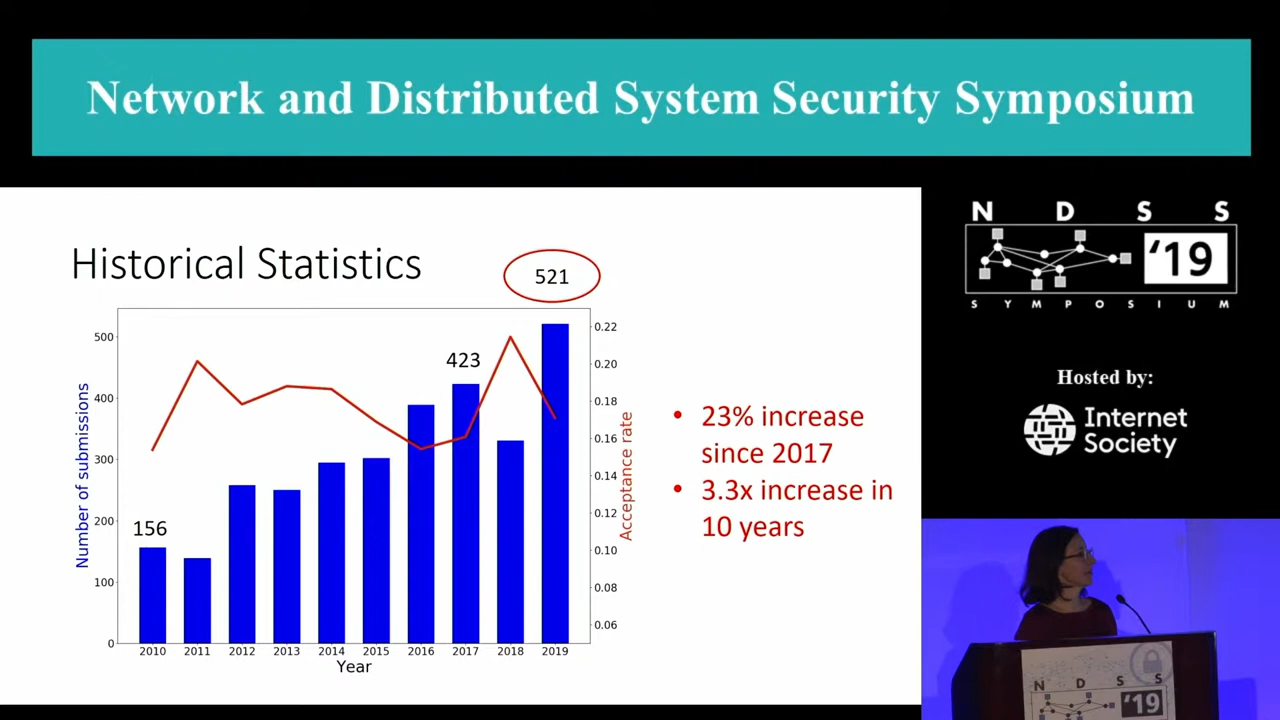 Network and Distributed System Security Symposium
N D S S
'19
S Y M P O S I U M
Hosted by:
Internet
Society
Historical Statistics
521
423
156
Number of submissions
500
400
300
200
100
0
0.22
0.20
0.18
0.16
0.14
0.12
0.10
0.08
0.06
Acceptance rate
2010 2011 2012 2013 2014 2015 2016 2017 2018 2019
Year
• 23% increase
since 2017
• 3.3x increase in
10 years
N D S S
'19